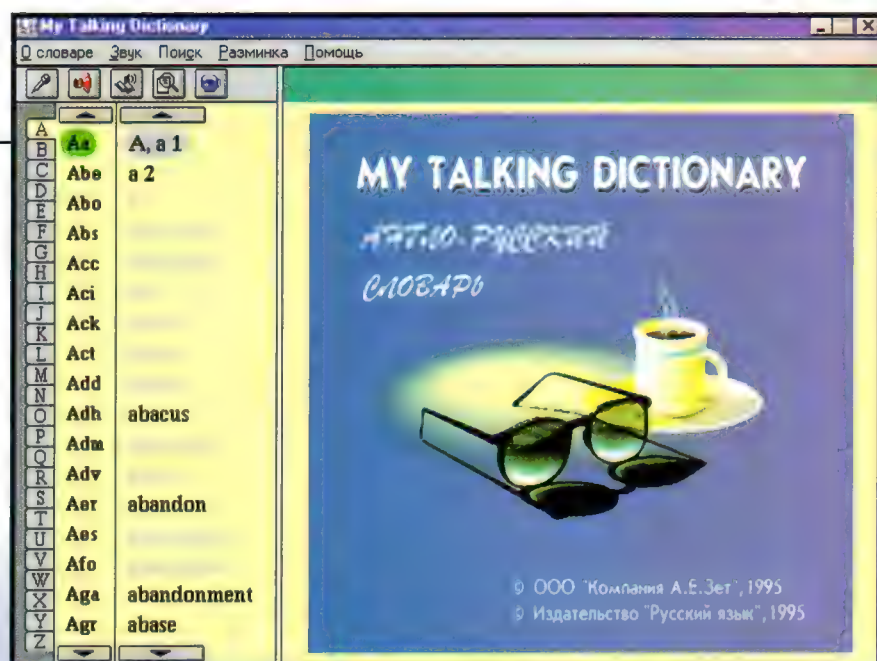 My Talking Dictionary
О словаре Звук Поиск Разминка Помощь
A
B
C
D
E
F
G
H
I
J
K
L
M
N
O
P
Q
R
S
T
U
V
W
X
Y
Z
Aa
Abe
Abo
Abs
Acc
Aci
Ack
Act
Add
Adh
Adm
Adv
Aer
Aes
Afo
Aga
Agr
A, a 1
a 2
abacus
abandon
abandonment
abase
MY TALKING DICTIONARY
АНГЛО-РУССКИЙ
СЛОВАРЬ
© ООО "Компания А.Е.Зет", 1995
© Издательство "Русский язык", 1995